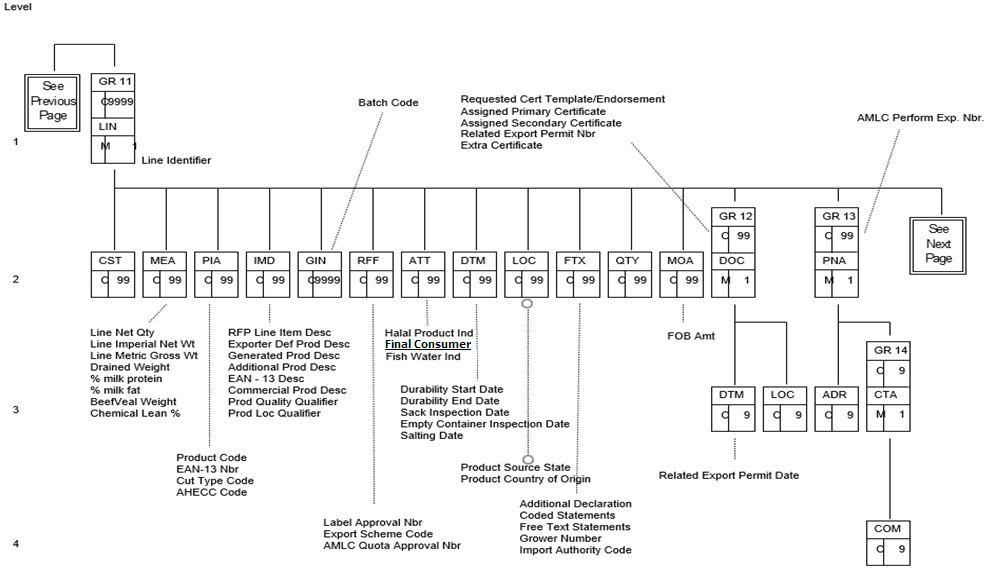 Level
See
Previous
Page
GR 11
C9999
LIN
M 1
1
Line Identifier
Batch Code
Requested Cert Template/Endorsement
Assigned Primary Certificate
Assigned Secondary Certificate
Related Export Permit Nbr
Extra Certificate
AMLC Perform Exp. Nbr.
GR 12
C 99
DOC
M 1
GR 13
C 99
PNA
M 1
See
Next
Page
2
CST
C 99
MEA
C 99
PIA
C 99
IMD
C 99
GIN
C9999
RFF
C 99
ATT
C 99
DTM
C 99
LOC
C 99
FTX
C 99
QTY
C 99
MOA
C 99
Line Net Qty
Line Imperial Net Wt
Line Metric Gross Wt
Drained Weight
% milk protein
% milk fat
BeefVeal Weight
Chemical Lean %
RFP Line Item Desc
Exporter Def Prod Desc
Generated Prod Desc
Additional Prod Desc
EAN - 13 Desc
Commercial Prod Desc
Prod Quality Qualifier
Prod Loc Qualifier
Halal Product Ind
Final Consumer
Fish Water Ind
FOB Amt
GR 14
C 9
CTA
M 1
3
Durability Start Date
Durability End Date
Sack Inspection Date
Empty Container Inspection Date
Salting Date
DTM
C 9
LOC
C 9
ADR
C 9
Product Code
EAN-13 Nbr
Cut Type Code
AHECC Code
Product Source State
Product Country of Origin
Related Export Permit Date
Label Approval Nbr
Export Scheme Code
AMLC Quota Approval Nbr
Additional Declaration
Coded Statements
Free Text Statements
Grower Number
Import Authority Code
4
COM
C 9